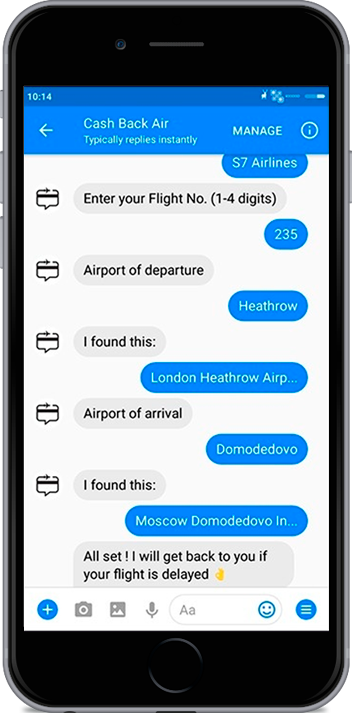 10:14
Cash Back Air
MANAGE
Typically replies instantly
S7 Airlines
Enter your Flight No. (1-4 digits)
235
Airport of departure
Heathrow
I found this:
London Heathrow Airp...
Airport of arrival
Domodedovo
I found this:
Moscow Domodedovo In...
All set ! I will get back to you if
your flight is delayed 👌
Aa